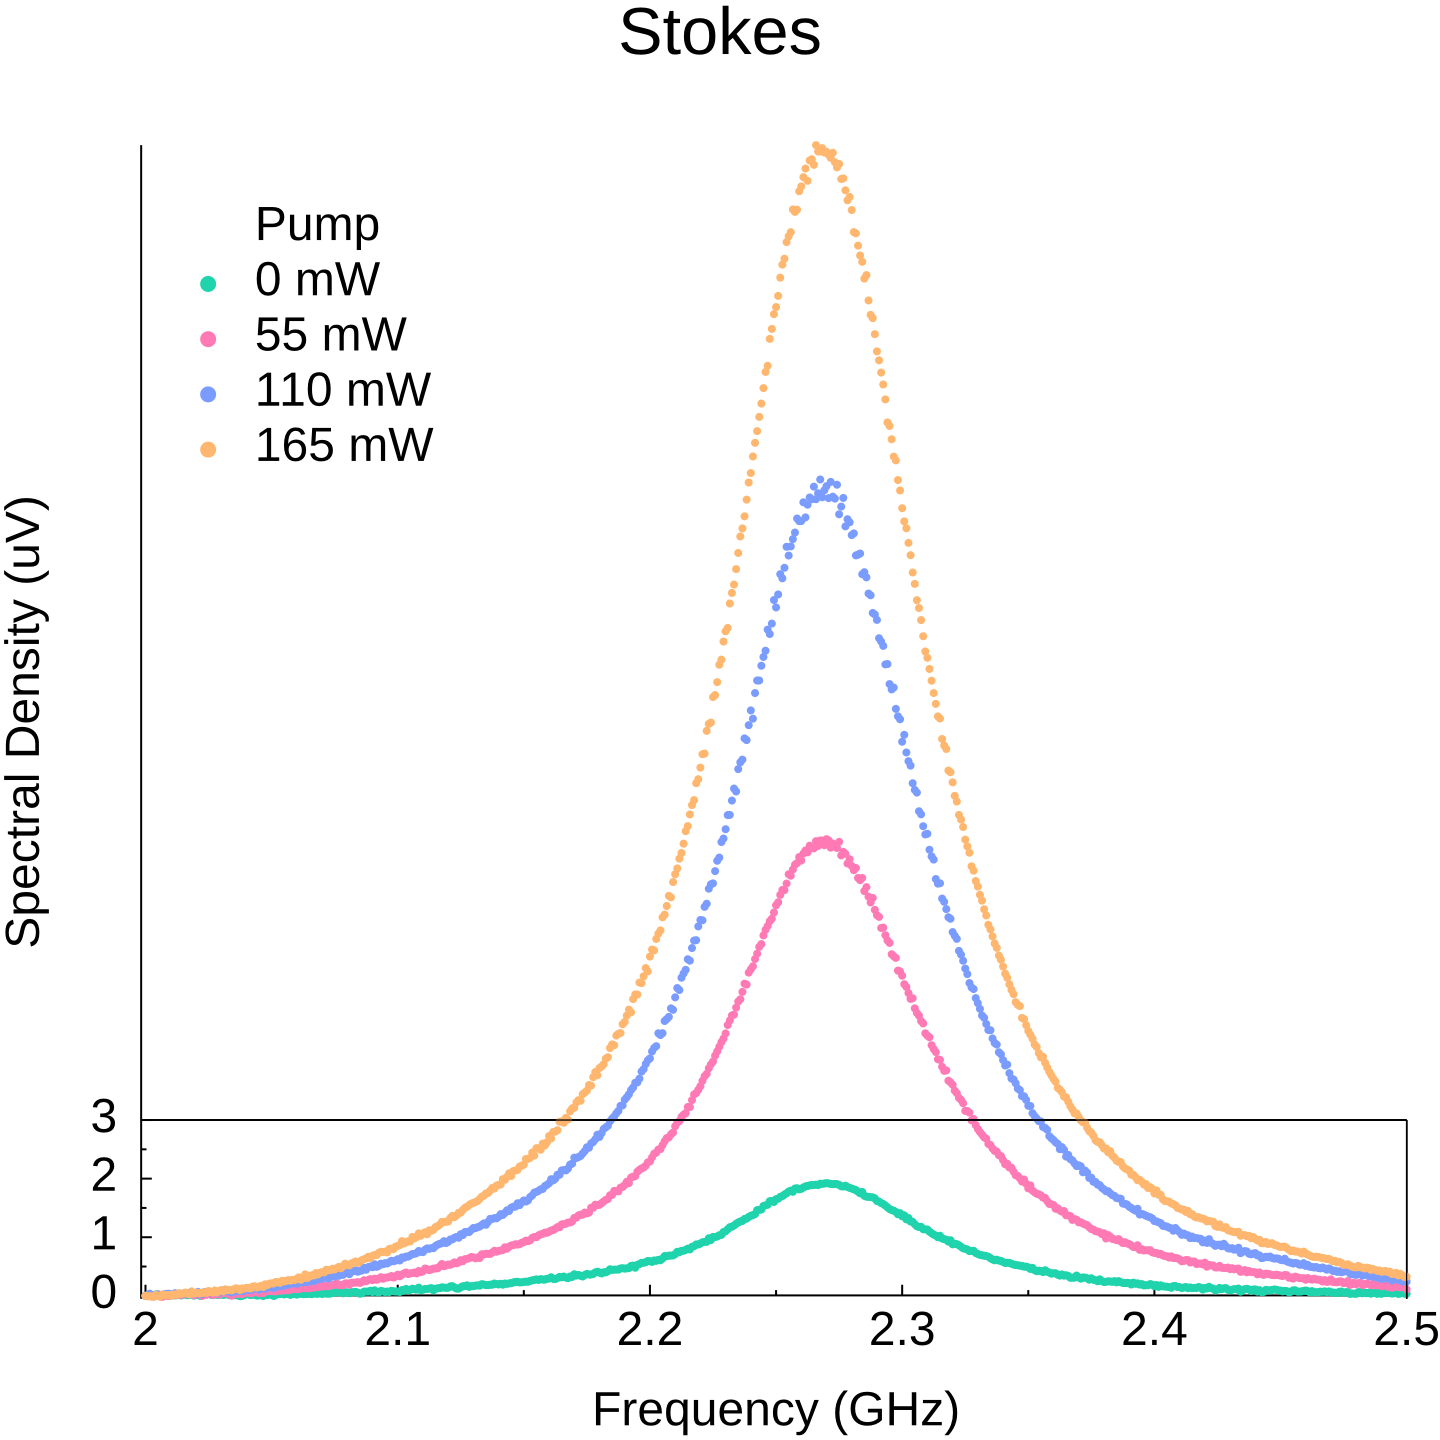 Stokes
Pump
0 mW
55 mW
110 mW
165 mW
Spectral Density (uV)
3
2
1
0
2 2.1 2.2 2.3 2.4 2.5
Frequency (GHz)